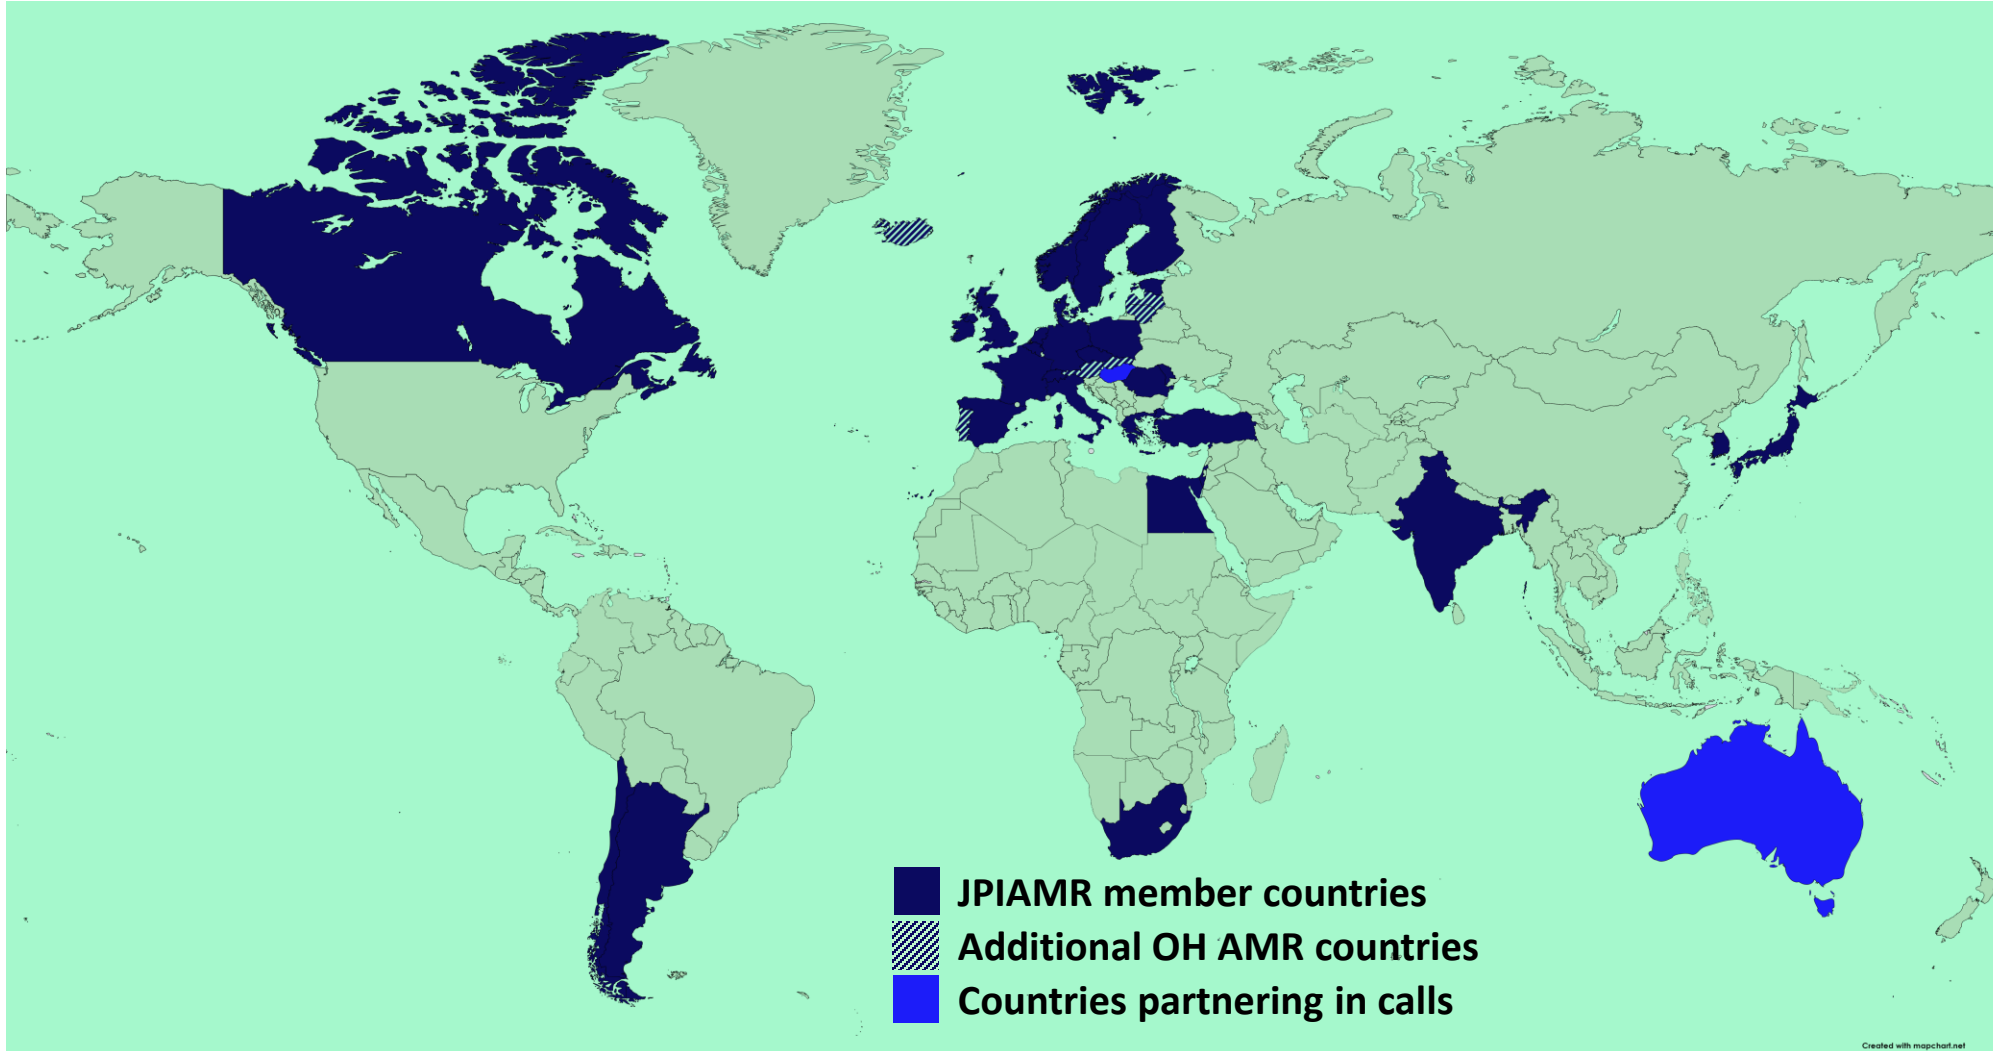 JPIAMR member countries
Additional OH AMR countries
Countries partnering in calls
Created with mapchart.net